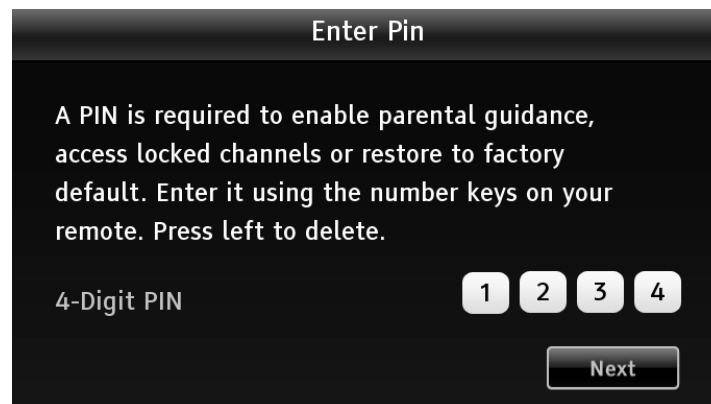 Enter Pin
A PIN is required to enable parental guidance,
access locked channels or restore to factory
default. Enter it using the number keys on your
remote. Press left to delete.
4-Digit PIN 1 2 3 4
Next